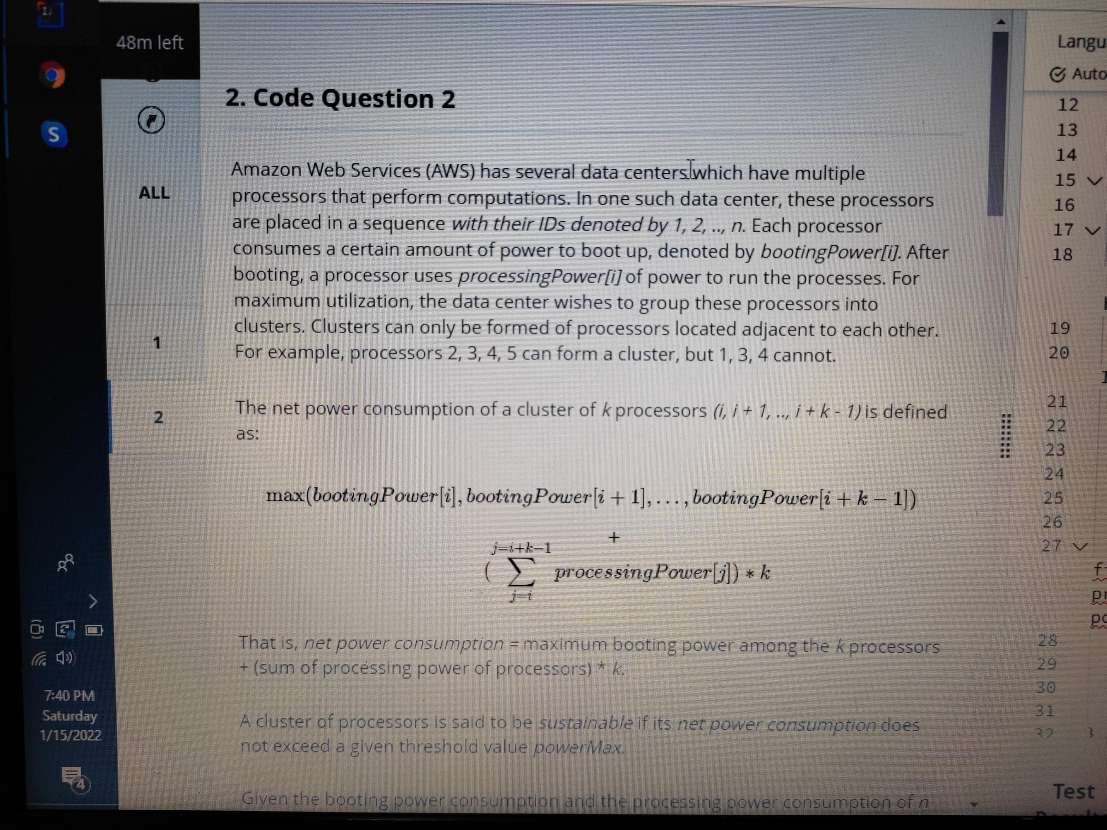 48m left
ALL
1
2
7:40 PM
Saturday
1/15/2022
4
S
2. Code Question 2
Amazon Web Services (AWS) has several data centers which have multiple
processors that perform computations. In one such data center, these processors
are placed in a sequence with their IDs denoted by 1, 2, .., n. Each processor
consumes a certain amount of power to boot up, denoted by bootingPower[i]. After
booting, a processor uses processingPower[i] of power to run the processes. For
maximum utilization, the data center wishes to group these processors into
clusters. Clusters can only be formed of processors located adjacent to each other.
For example, processors 2, 3, 4, 5 can form a cluster, but 1, 3, 4 cannot.
The net power consumption of a cluster of k processors (i, i + 1, .., i + k - 1) is defined
as:
max(bootingPower[i], bootingPower[i + 1], . . . , bootingPower[i + k − 1])
+
j=i+k−1
( ∑ processingPower[j]) ∗ k
j=i
That is, net power consumption = maximum booting power among the k processors
+ (sum of processing power of processors) * k.
A cluster of processors is said to be sustainable if its net power consumption does
not exceed a given threshold value powerMax.
Given the booting power consumption and the processing power consumption of n
Langu
Auto
12
13
14
15
16
17
18
19
20
21
22
23
24
25
26
27
28
29
30
31
32
Test